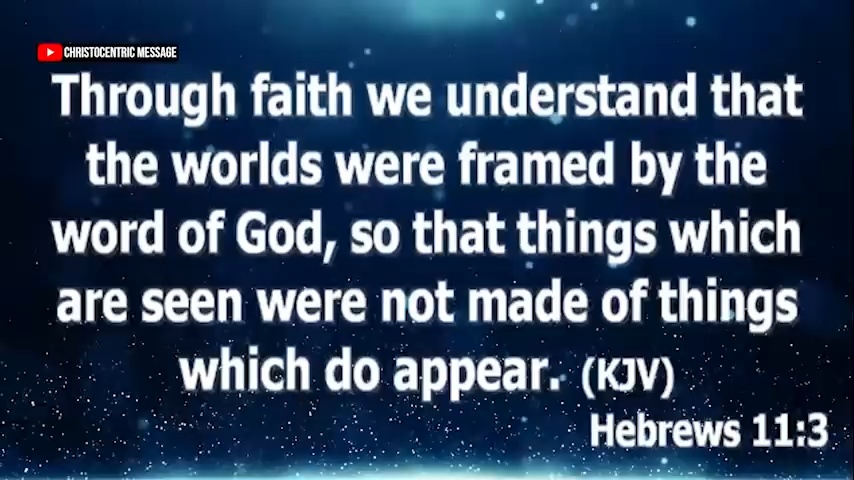 CHRISTOCENTRIC MESSAGE
Through faith we understand that
the worlds were framed by the
word of God, so that things which
are seen were not made of things
which do appear. (KJV)
Hebrews 11:3